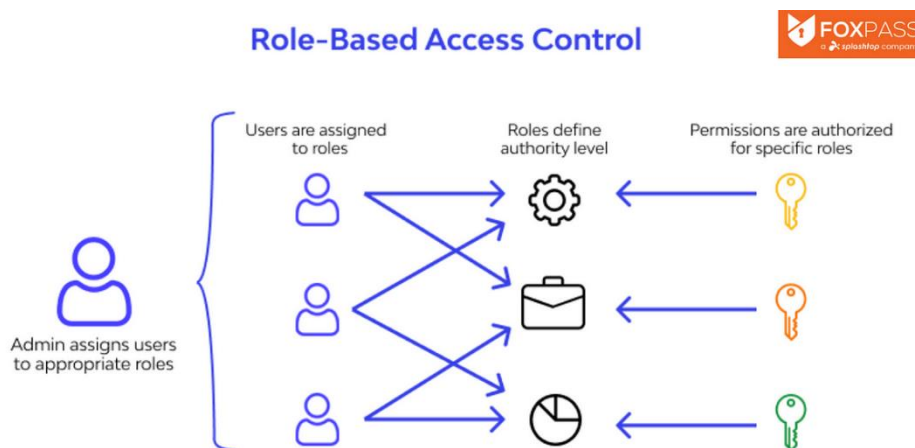 Role-Based Access Control
FOXPASS
a splashtop company
Users are assigned
to roles
Roles define
authority level
Permissions are authorized
for specific roles
Admin assigns users
to appropriate roles